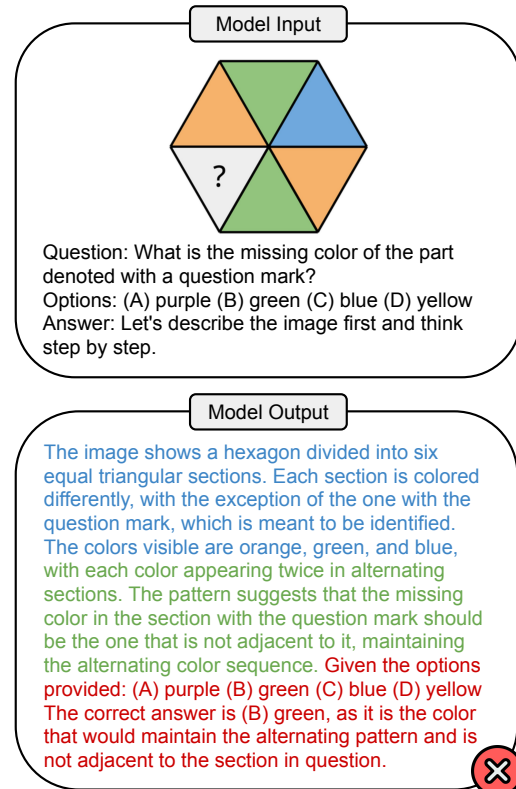 Model Input
?
Question: What is the missing color of the part
denoted with a question mark?
Options: (A) purple (B) green (C) blue (D) yellow
Answer: Let's describe the image first and think
step by step.
Model Output
The image shows a hexagon divided into six
equal triangular sections. Each section is colored
differently, with the exception of the one with the
question mark, which is meant to be identified.
The colors visible are orange, green, and blue,
with each color appearing twice in alternating
sections. The pattern suggests that the missing
color in the section with the question mark should
be the one that is not adjacent to it, maintaining
the alternating color sequence. Given the options
provided: (A) purple (B) green (C) blue (D) yellow
The correct answer is (B) green, as it is the color
that would maintain the alternating pattern and is
not adjacent to the section in question.